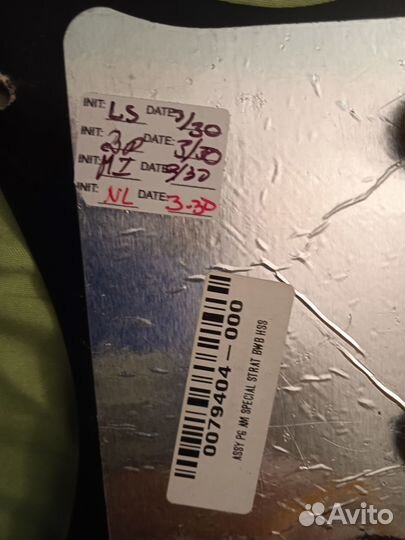 INIT: LS DATE: 3/30
INIT: DATE: 3/30
INIT: MI DATE: 3/30
INIT: NL DATE: 3-30
0079404-000
ASSY PG AM SPECIAL STRAT BWB HSS
Avito